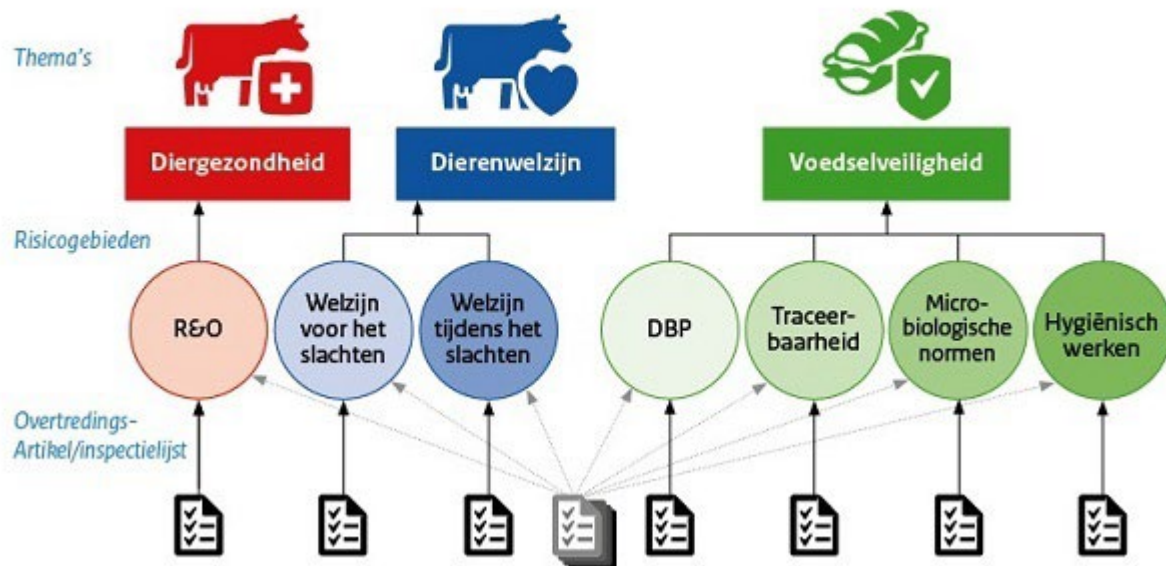 Thema's
Diergezondheid
Dierenwelzijn
Voedselveiligheid
Risicogebieden
R&O
Welzijn
voor het
slachten
Welzijn
tijdens het
slachten
DBP
Traceer-
baarheid
Micro-
biologische
normen
Hygiënisch
werken
Overtredings-
Artikel/inspectielijst